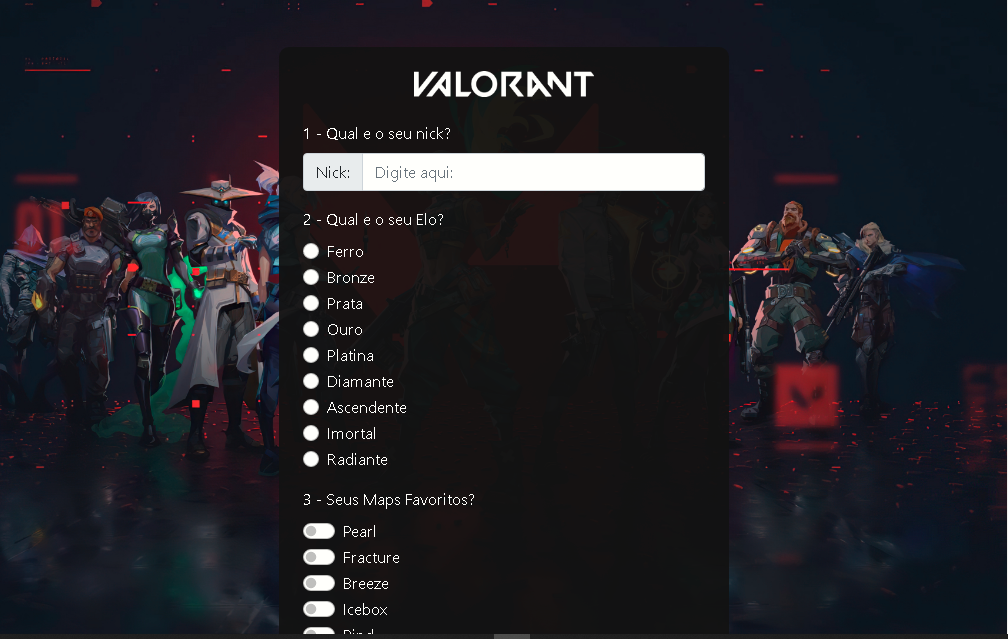 VALORANT
1 - Qual e o seu nick?
Nick: Digite aqui:
2 - Qual e o seu Elo?
Ferro
Bronze
Prata
Ouro
Platina
Diamante
Ascendente
Imortal
Radiante
3 - Seus Maps Favoritos?
Pearl
Fracture
Breeze
Icebox